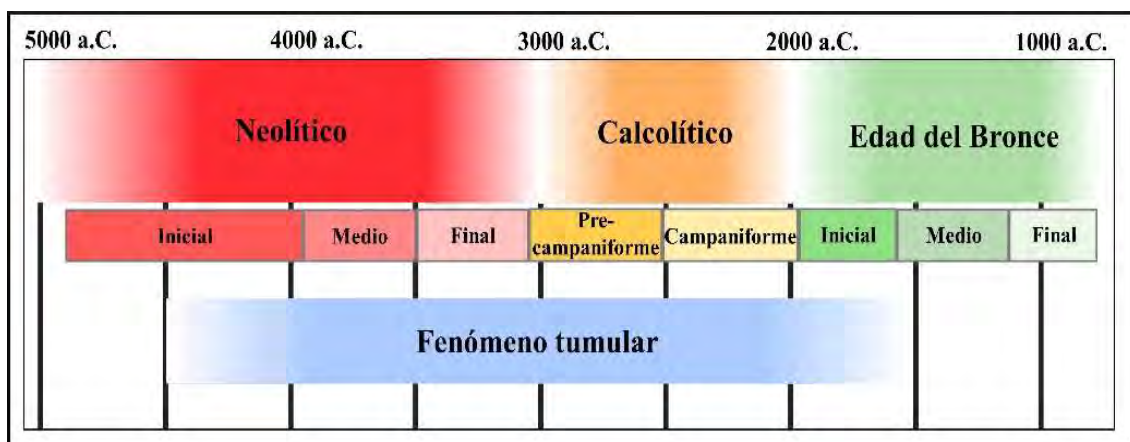 5000 a.C. 4000 a.C. 3000 a.C. 2000 a.C. 1000 a.C.
Neolítico Calcolítico Edad del Bronce
Inicial Medio Final Pre-
campaniforme Campaniforme Inicial Medio Final
Fenómeno tumular